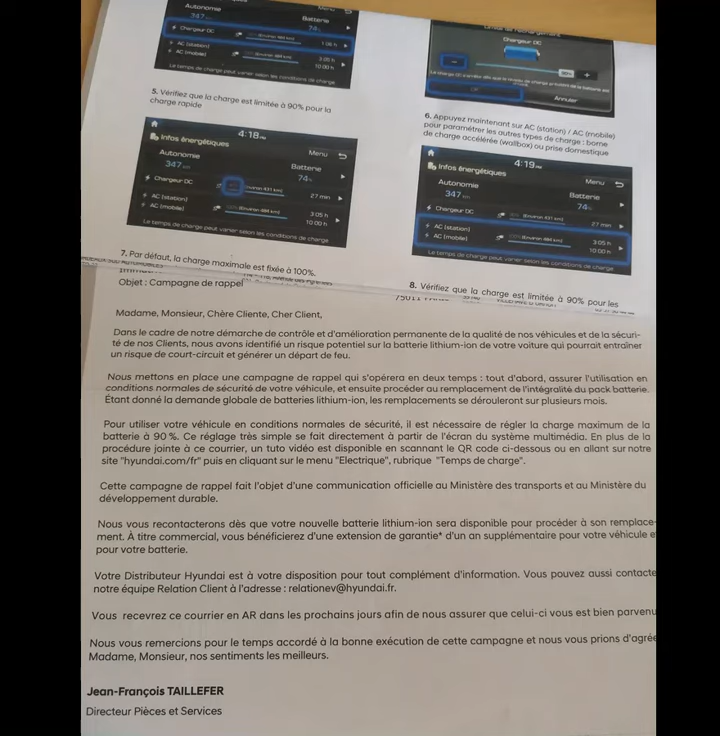 Autonomie
347
Menu
Batterie
74%
Chargeur DC
AC (station)
AC (mobile)
1 06 h
3 05 h
10:00 h
Le temps de charge peut varier selon les conditions de charge
Chargeur DC
90%
OK
Annuler
5. Vérifiez que la charge est limitée à 90% pour la
charge rapide
6. Appuyez maintenant sur AC (station) / AC (mobile)
pour paramétrer les autres types de charge : borne
de charge accélérée (wallbox) ou prise domestique
4:18 PM
Infos énergétiques
Menu
Autonomie
347 km
Batterie
74%
Chargeur DC
(Environ 431 km)
27 min
AC (station)
AC (mobile)
(Environ 484 km)
3 05 h
10:00 h
Le temps de charge peut varier selon les conditions de charge
4:19 PM
Infos énergétiques
Menu
Autonomie
347 km
Batterie
74%
Chargeur DC
(Environ 431 km)
27 min
AC (station)
AC (mobile)
(Environ 484 km)
3:05 h
10:00 h
Le temps de charge peut varier selon les conditions de charge
7. Par défaut, la charge maximale est fixée à 100%.
8. Vérifiez que la charge est limitée à 90% pour les
Objet : Campagne de rappel
Madame, Monsieur, Chère Cliente, Cher Client,
Dans le cadre de notre démarche de contrôle et d'amélioration permanente de la qualité de nos véhicules et de la sécuri-
té de nos Clients, nous avons identifié un risque potentiel sur la batterie lithium-ion de votre voiture qui pourrait entraîner
un risque de court-circuit et générer un départ de feu.
Nous mettons en place une campagne de rappel qui s'opérera en deux temps : tout d'abord, assurer l'utilisation en
conditions normales de sécurité de votre véhicule, et ensuite procéder au remplacement de l'intégralité du pack batterie.
Étant donné la demande globale de batteries lithium-ion, les remplacements se dérouleront sur plusieurs mois.
Pour utiliser votre véhicule en conditions normales de sécurité, il est nécessaire de régler la charge maximum de la
batterie à 90 %. Ce réglage très simple se fait directement à partir de l'écran du système multimédia. En plus de la
procédure jointe à ce courrier, un tuto vidéo est disponible en scannant le QR code ci-dessous ou en allant sur notre
site "hyundai.com/fr" puis en cliquant sur le menu "Electrique", rubrique "Temps de charge".
Cette campagne de rappel fait l'objet d'une communication officielle au Ministère des transports et au Ministère du
développement durable.
Nous vous recontacterons dès que votre nouvelle batterie lithium-ion sera disponible pour procéder à son remplace-
ment. À titre commercial, vous bénéficierez d'une extension de garantie* d'un an supplémentaire pour votre véhicule e
pour votre batterie.
Votre Distributeur Hyundai est à votre disposition pour tout complément d'information. Vous pouvez aussi contacte
notre équipe Relation Client à l'adresse : relationev@hyundai.fr.
Vous recevrez ce courrier en AR dans les prochains jours afin de nous assurer que celui-ci vous est bien parvenu
Nous vous remercions pour le temps accordé à la bonne exécution de cette campagne et nous vous prions d'agrée
Madame, Monsieur, nos sentiments les meilleurs.
Jean-François TAILLEFER
Directeur Pièces et Services